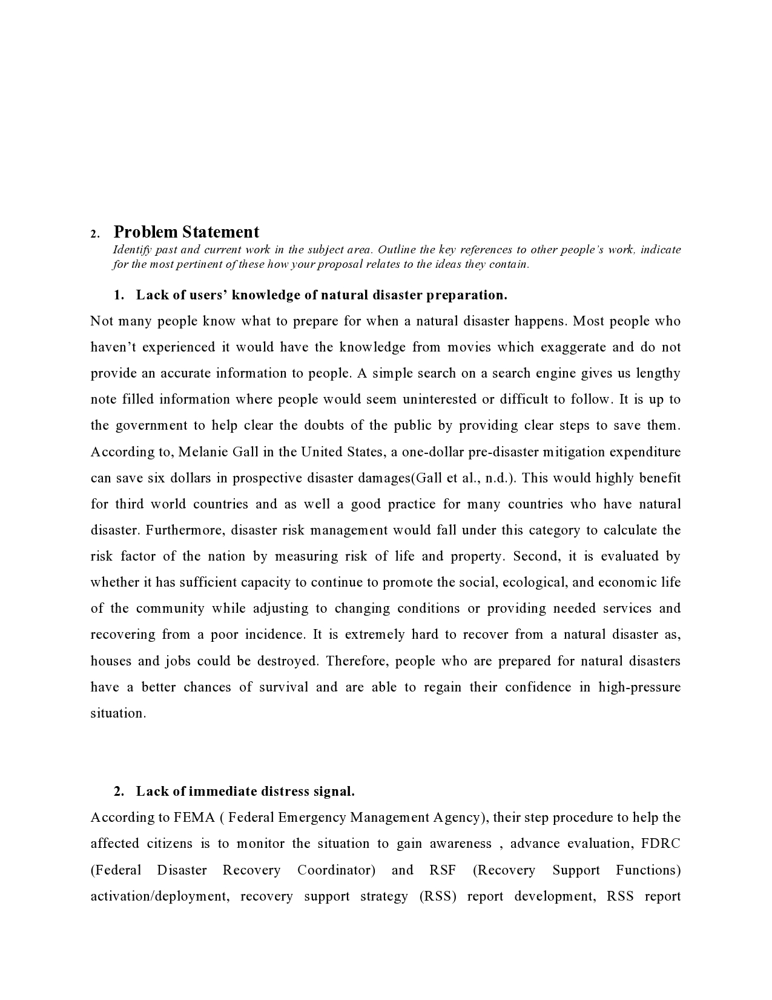 2. Problem Statement
Identify past and current work in the subject area. Outline the key references to other people's work, indicate
for the most pertinent of these how your proposal relates to the ideas they contain.
1. Lack of users’ knowledge of natural disaster preparation.
Not many people know what to prepare for when a natural disaster happens. Most people who
haven’t experienced it would have the knowledge from movies which exaggerate and do not
provide an accurate information to people. A simple search on a search engine gives us lengthy
note filled information where people would seem uninterested or difficult to follow. It is up to
the government to help clear the doubts of the public by providing clear steps to save them.
According to, Melanie Gall in the United States, a one-dollar pre-disaster mitigation expenditure
can save six dollars in prospective disaster damages(Gall et al., n.d.). This would highly benefit
for third world countries and as well a good practice for many countries who have natural
disaster. Furthermore, disaster risk management would fall under this category to calculate the
risk factor of the nation by measuring risk of life and property. Second, it is evaluated by
whether it has sufficient capacity to continue to promote the social, ecological, and economic life
of the community while adjusting to changing conditions or providing needed services and
recovering from a poor incidence. It is extremely hard to recover from a natural disaster as,
houses and jobs could be destroyed. Therefore, people who are prepared for natural disasters
have a better chances of survival and are able to regain their confidence in high-pressure
situation.
2. Lack of immediate distress signal.
According to FEMA ( Federal Emergency Management Agency), their step procedure to help the
affected citizens is to monitor the situation to gain awareness , advance evaluation, FDRC
(Federal Disaster Recovery Coordinator) and RSF (Recovery Support Functions)
activation/deployment, recovery support strategy (RSS) report development, RSS report